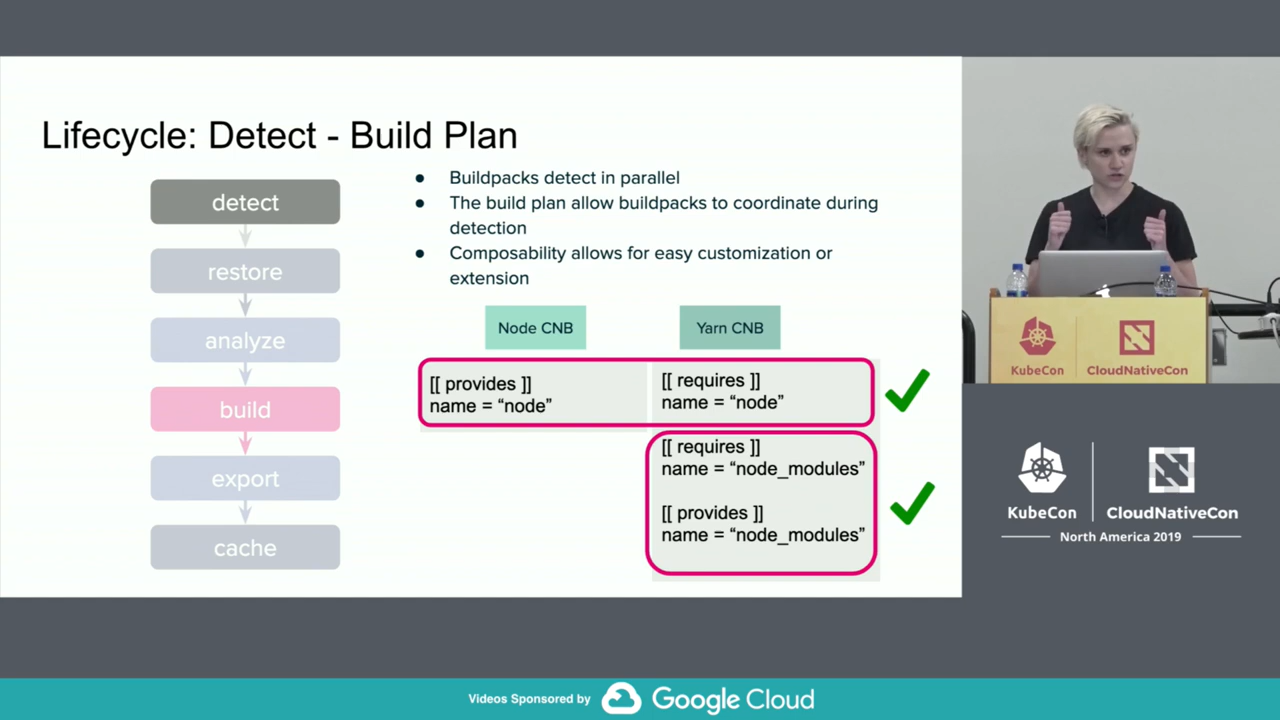 Lifecycle: Detect - Build Plan
detect
restore
analyze
build
export
cache
● Buildpacks detect in parallel
● The build plan allow buildpacks to coordinate during
detection
● Composability allows for easy customization or
extension
Node CNB
Yarn CNB
[[ provides ]]
name = “node”
[[ requires ]]
name = “node”
[[ requires ]]
name = “node_modules”
[[ provides ]]
name = “node_modules”
KubeCon
CloudNativeCon
KubeCon
CloudNativeCon
North America 2019
Videos Sponsored by
Google Cloud